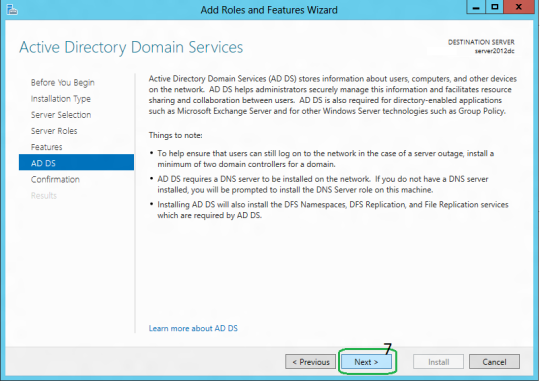 Add Roles and Features Wizard
Active Directory Domain Services
DESTINATION SERVER
server2012dc
Before You Begin
Installation Type
Server Selection
Server Roles
Features
AD DS
Confirmation
Results
Active Directory Domain Services (AD DS) stores information about users, computers, and other devices
on the network. AD DS helps administrators securely manage this information and facilitates resource
sharing and collaboration between users. AD DS is also required for directory-enabled applications
such as Microsoft Exchange Server and for other Windows Server technologies such as Group Policy.
Things to note:
• To help ensure that users can still log on to the network in the case of a server outage, install a
minimum of two domain controllers for a domain.
• AD DS requires a DNS server to be installed on the network. If you do not have a DNS server
installed, you will be prompted to install the DNS Server role on this machine.
• Installing AD DS will also install the DFS Namespaces, DFS Replication, and File Replication services
which are required by AD DS.
Learn more about AD DS
7
< Previous Next > Install Cancel